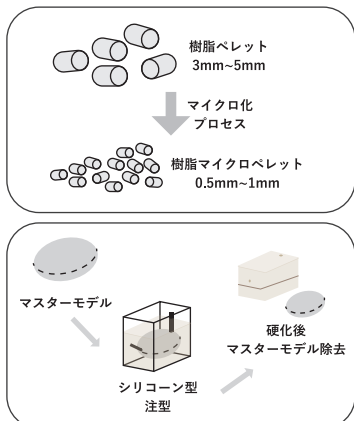 樹脂ペレット
3mm~5mm
マイクロ化
プロセス
樹脂マイクロペレット
0.5mm~1mm
マスターモデル
シリコーン型
注型
硬化後
マスターモデル除去